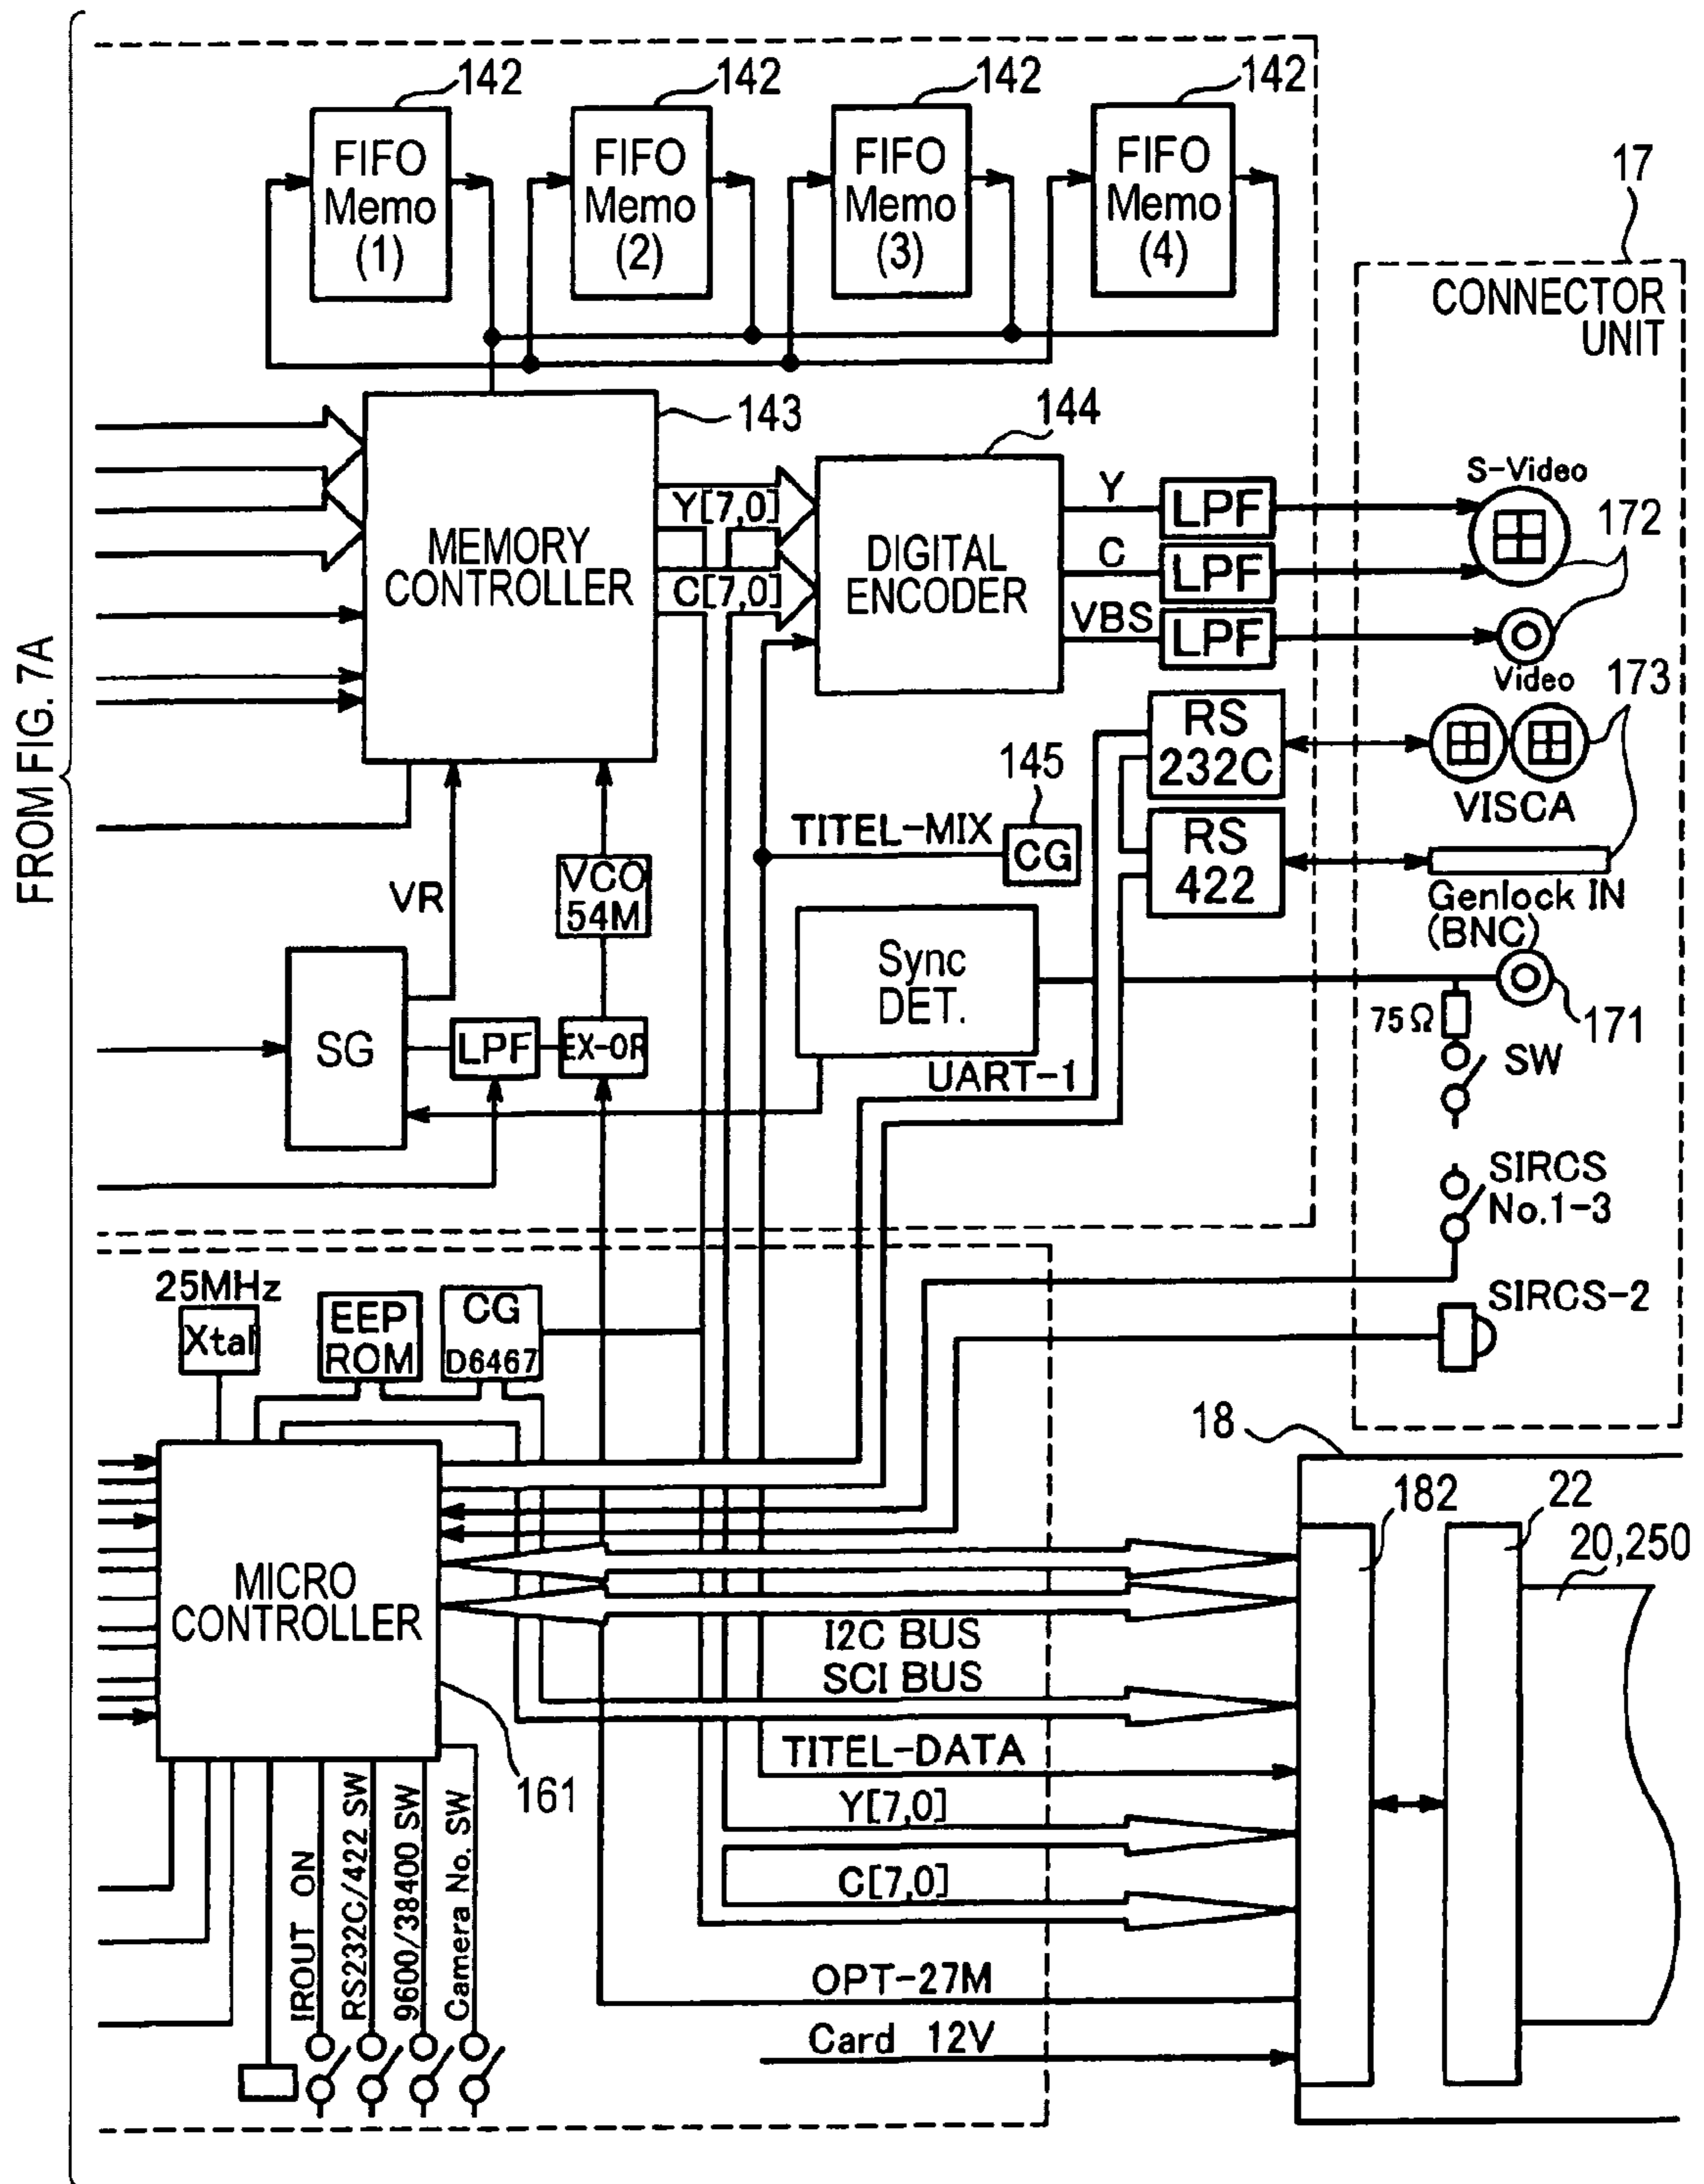 FROM FIG. 7A
142
142
142
142
FIFO
Memo
(1)
FIFO
Memo
(2)
FIFO
Memo
(3)
FIFO
Memo
(4)
17
CONNECTOR
UNIT
143
144
MEMORY
CONTROLLER
Y[7,0]
C[7,0]
DIGITAL
ENCODER
Y
LPF
C
LPF
VBS
LPF
S-Video
172
Video
173
RS
232C
VISCA
145
TITEL-MIX
CG
RS
422
Genlock IN
(BNC)
VR
VCO
54M
Sync
DET.
171
75Ω
SW
SG
LPF
EX-OR
UART-1
SIRCS
No.1-3
25MHz
Xtal
EEP
ROM
CG
D6467
SIRCS-2
18
182
22
20,250
MICRO
CONTROLLER
I2C BUS
SCI BUS
161
TITEL-DATA
Y[7,0]
C[7,0]
IROUT ON
RS232C/422 SW
9600/38400 SW
Camera No. SW
OPT-27M
Card 12V